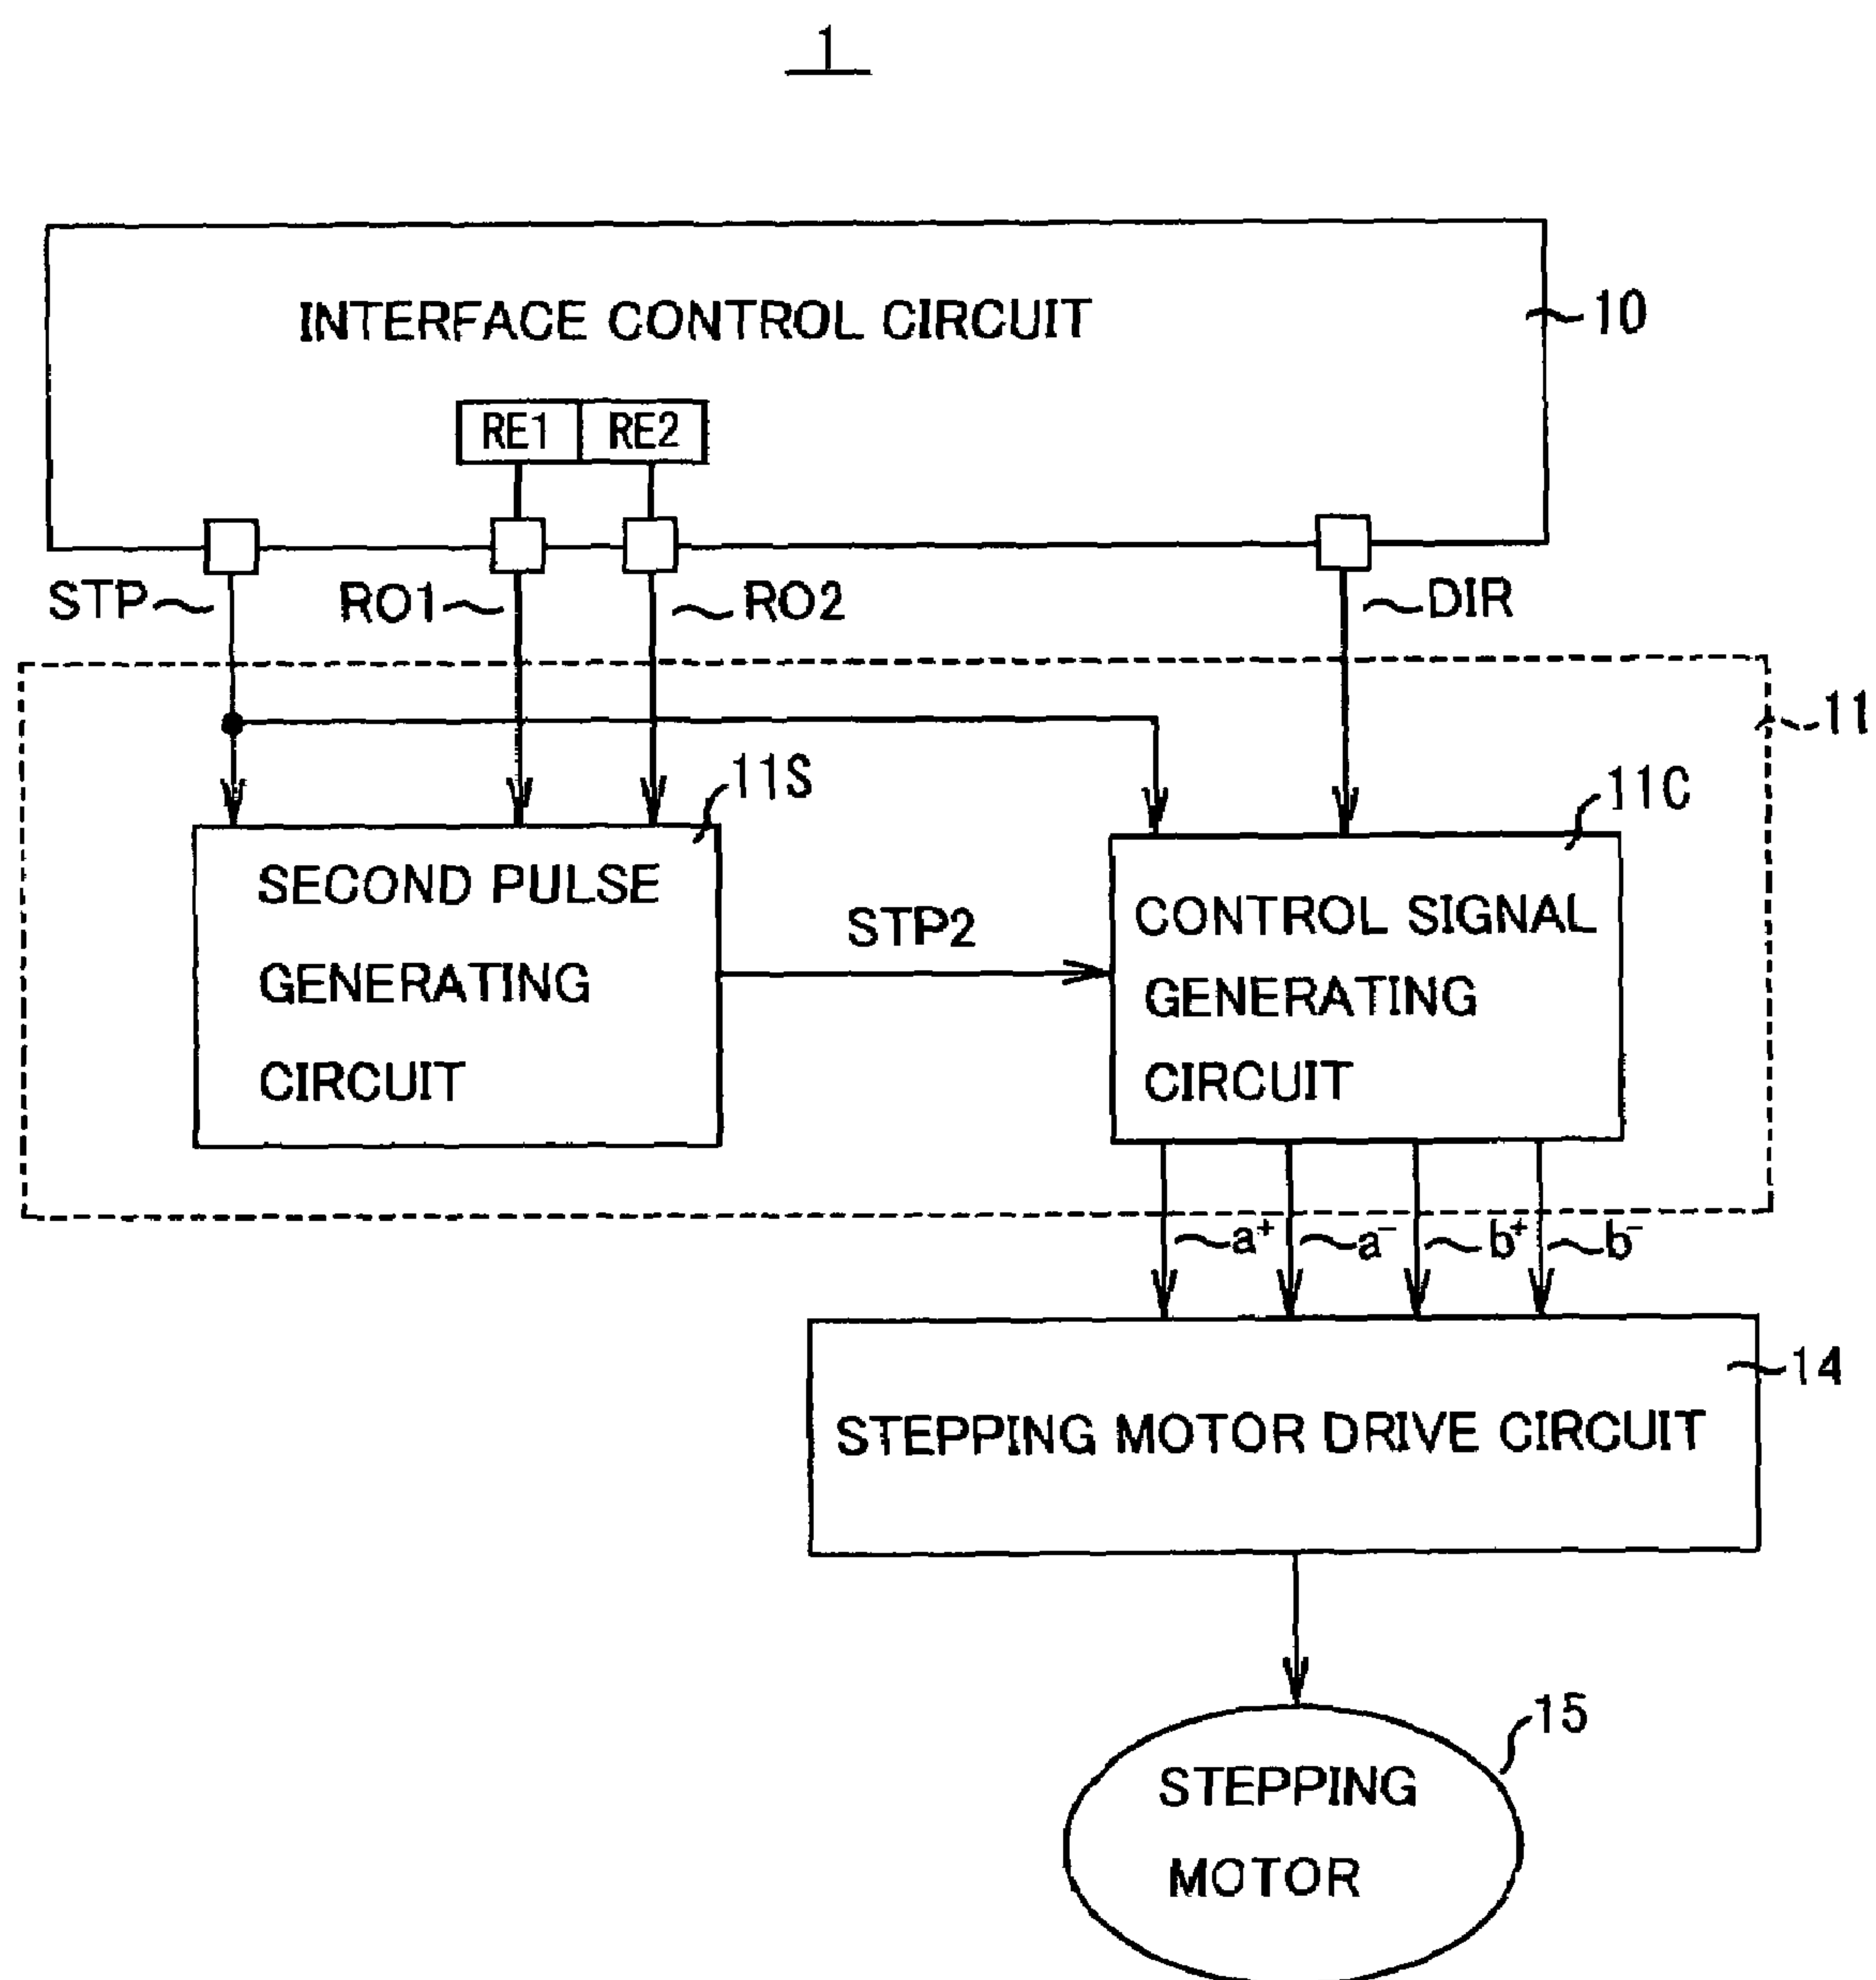 1
INTERFACE CONTROL CIRCUIT
10
RE1 RE2
STP RO1 RO2 DIR
11
11S
11C
SECOND PULSE
GENERATING
CIRCUIT
STP2
CONTROL SIGNAL
GENERATING
CIRCUIT
a+ a- b+ b-
14
STEPPING MOTOR DRIVE CIRCUIT
15
STEPPING
MOTOR